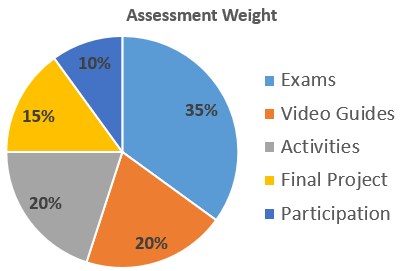 Assessment Weight
10%
35%
15%
20%
20%
Exams
Video Guides
Activities
Final Project
Participation